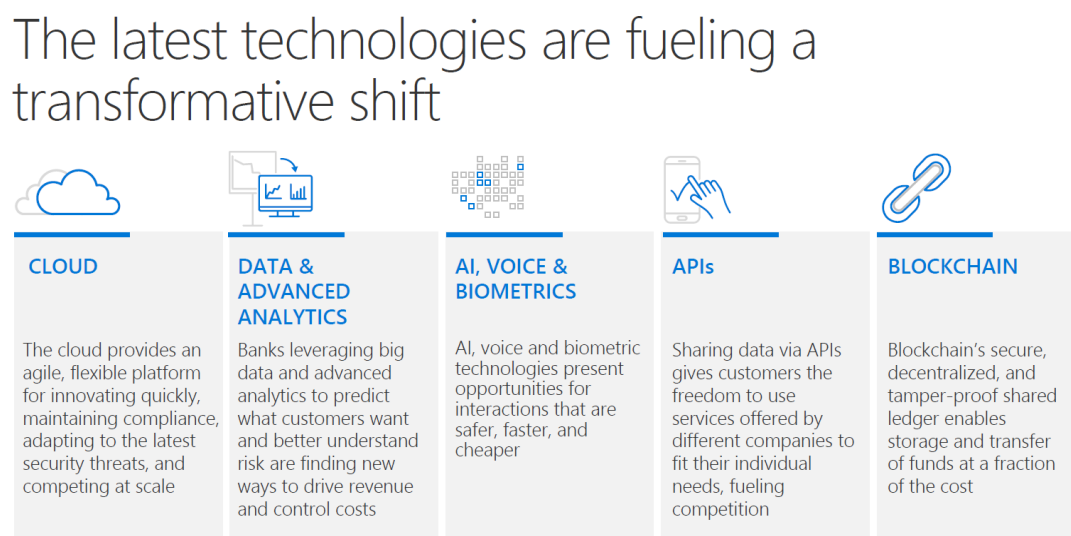 The latest technologies are fueling a
transformative shift
CLOUD
The cloud provides an
agile, flexible platform
for innovating quickly,
maintaining compliance,
adapting to the latest
security threats, and
competing at scale
DATA &
ADVANCED
ANALYTICS
Banks leveraging big
data and advanced
analytics to predict
what customers want
and better understand
risk are finding new
ways to drive revenue
and control costs
AI, VOICE &
BIOMETRICS
AI, voice and biometric
technologies present
opportunities for
interactions that are
safer, faster, and
cheaper
APIs
Sharing data via APIs
gives customers the
freedom to use
services offered by
different companies to
fit their individual
needs, fueling
competition
BLOCKCHAIN
Blockchain's secure,
decentralized, and
tamper-proof shared
ledger enables
storage and transfer
of funds at a fraction
of the cost